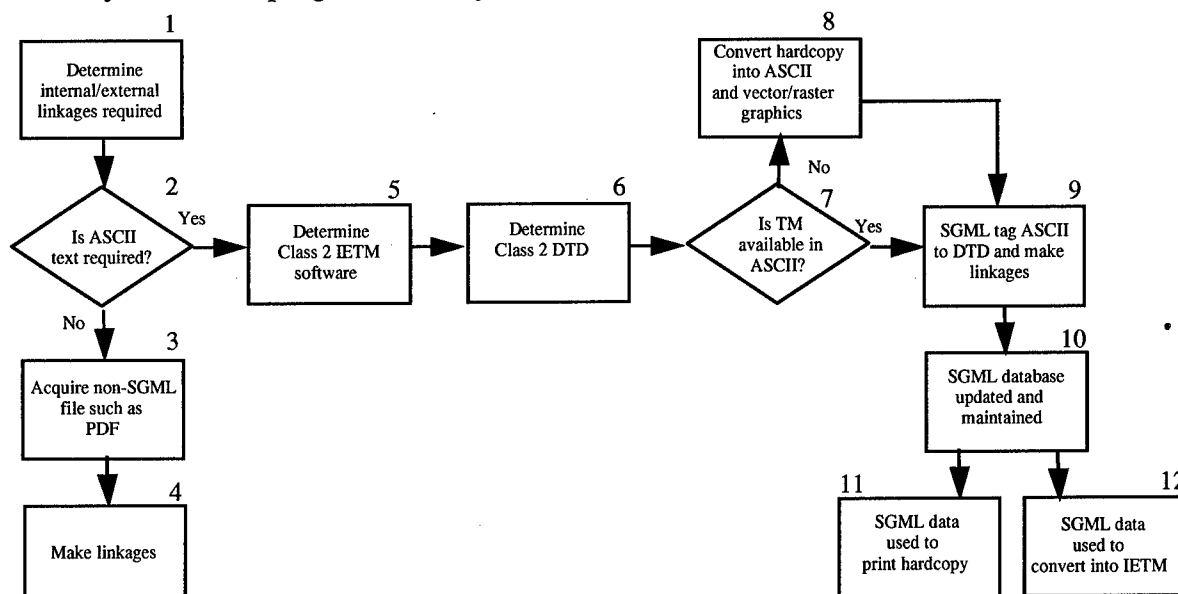 1
Determine
internal/external
linkages required
2
Is ASCII
text required?
Yes
No
3
Acquire non-SGML
file such as
PDF
4
Make linkages
5
Determine
Class 2 IETM
software
6
Determine
Class 2 DTD
7
Is TM
available in
ASCII?
No
Yes
8
Convert hardcopy
into ASCII
and vector/raster
graphics
9
SGML tag ASCII
to DTD and make
linkages
10
SGML database
updated and
maintained
11
SGML data
used to
print hardcopy
12
SGML data
used to
convert into IETM